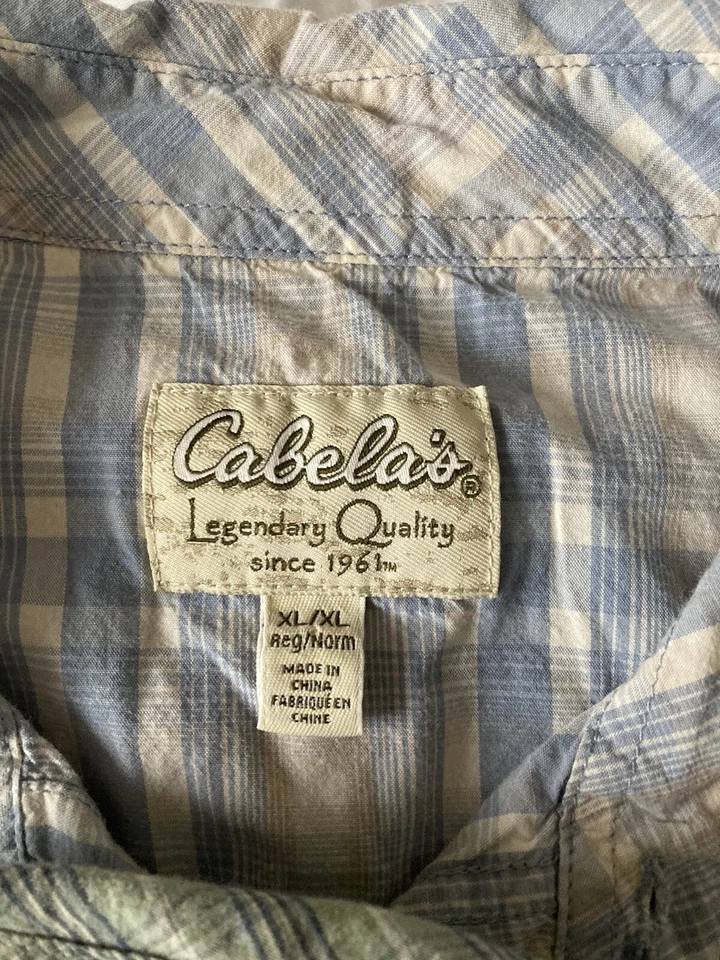 Cabela's®
Legendary Quality
since 1961™
XL/XL
Reg/Norm
MADE IN
CHINA
FABRIQUÉ EN
CHINE